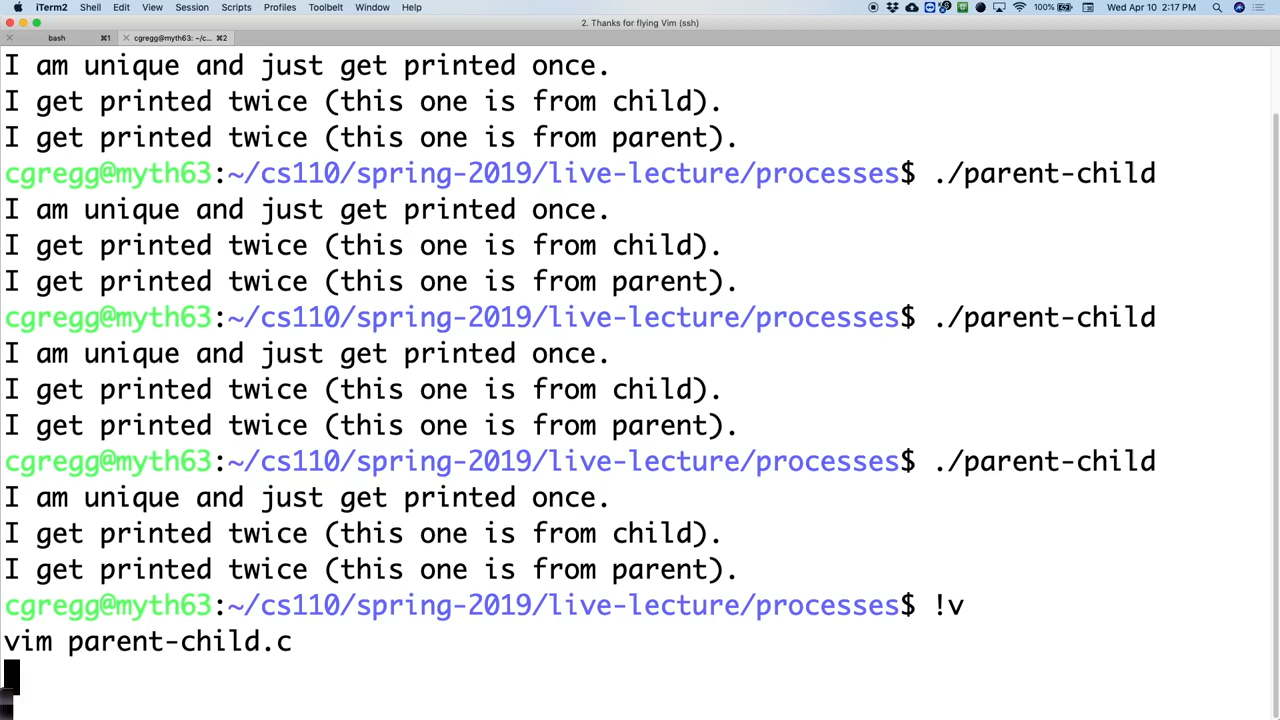 iTerm2 Shell Edit View Session Scripts Profiles Toolbelt Window Help 100% Wed Apr 10 2:17 PM
2. Thanks for flying Vim (ssh)
bash ⌘1 cgregg@myth63: ~/c... ⌘2
I am unique and just get printed once.
I get printed twice (this one is from child).
I get printed twice (this one is from parent).
cgregg@myth63:~/cs110/spring-2019/live-lecture/processes$ ./parent-child
I am unique and just get printed once.
I get printed twice (this one is from child).
I get printed twice (this one is from parent).
cgregg@myth63:~/cs110/spring-2019/live-lecture/processes$ ./parent-child
I am unique and just get printed once.
I get printed twice (this one is from child).
I get printed twice (this one is from parent).
cgregg@myth63:~/cs110/spring-2019/live-lecture/processes$ ./parent-child
I am unique and just get printed once.
I get printed twice (this one is from child).
I get printed twice (this one is from parent).
cgregg@myth63:~/cs110/spring-2019/live-lecture/processes$ !v
vim parent-child.c